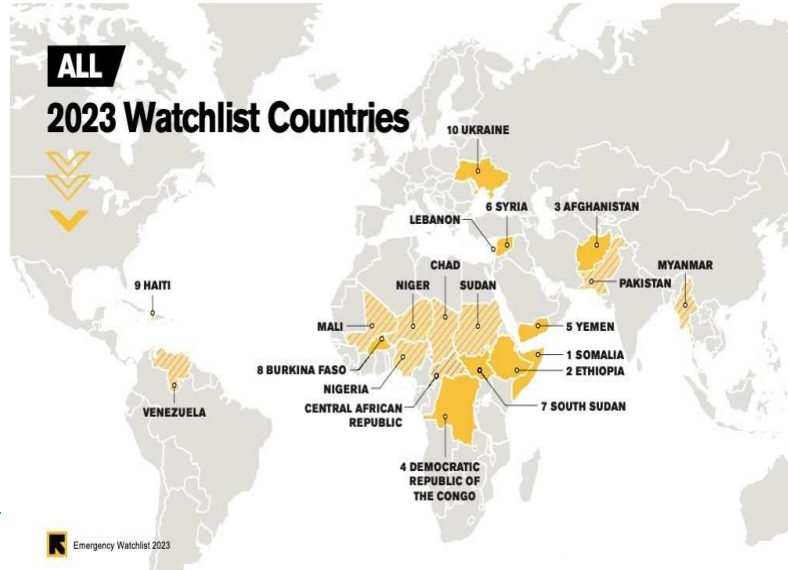 ALL
2023 Watchlist Countries
10 UKRAINE
6 SYRIA
3 AFGHANISTAN
LEBANON
CHAD
MYANMAR
9 HAITI
NIGER
SUDAN
PAKISTAN
MALI
5 YEMEN
1 SOMALIA
8 BURKINA FASO
2 ETHIOPIA
NIGERIA
VENEZUELA
CENTRAL AFRICAN
REPUBLIC
7 SOUTH SUDAN
4 DEMOCRATIC
REPUBLIC OF
THE CONGO
Emergency Watchlist 2023